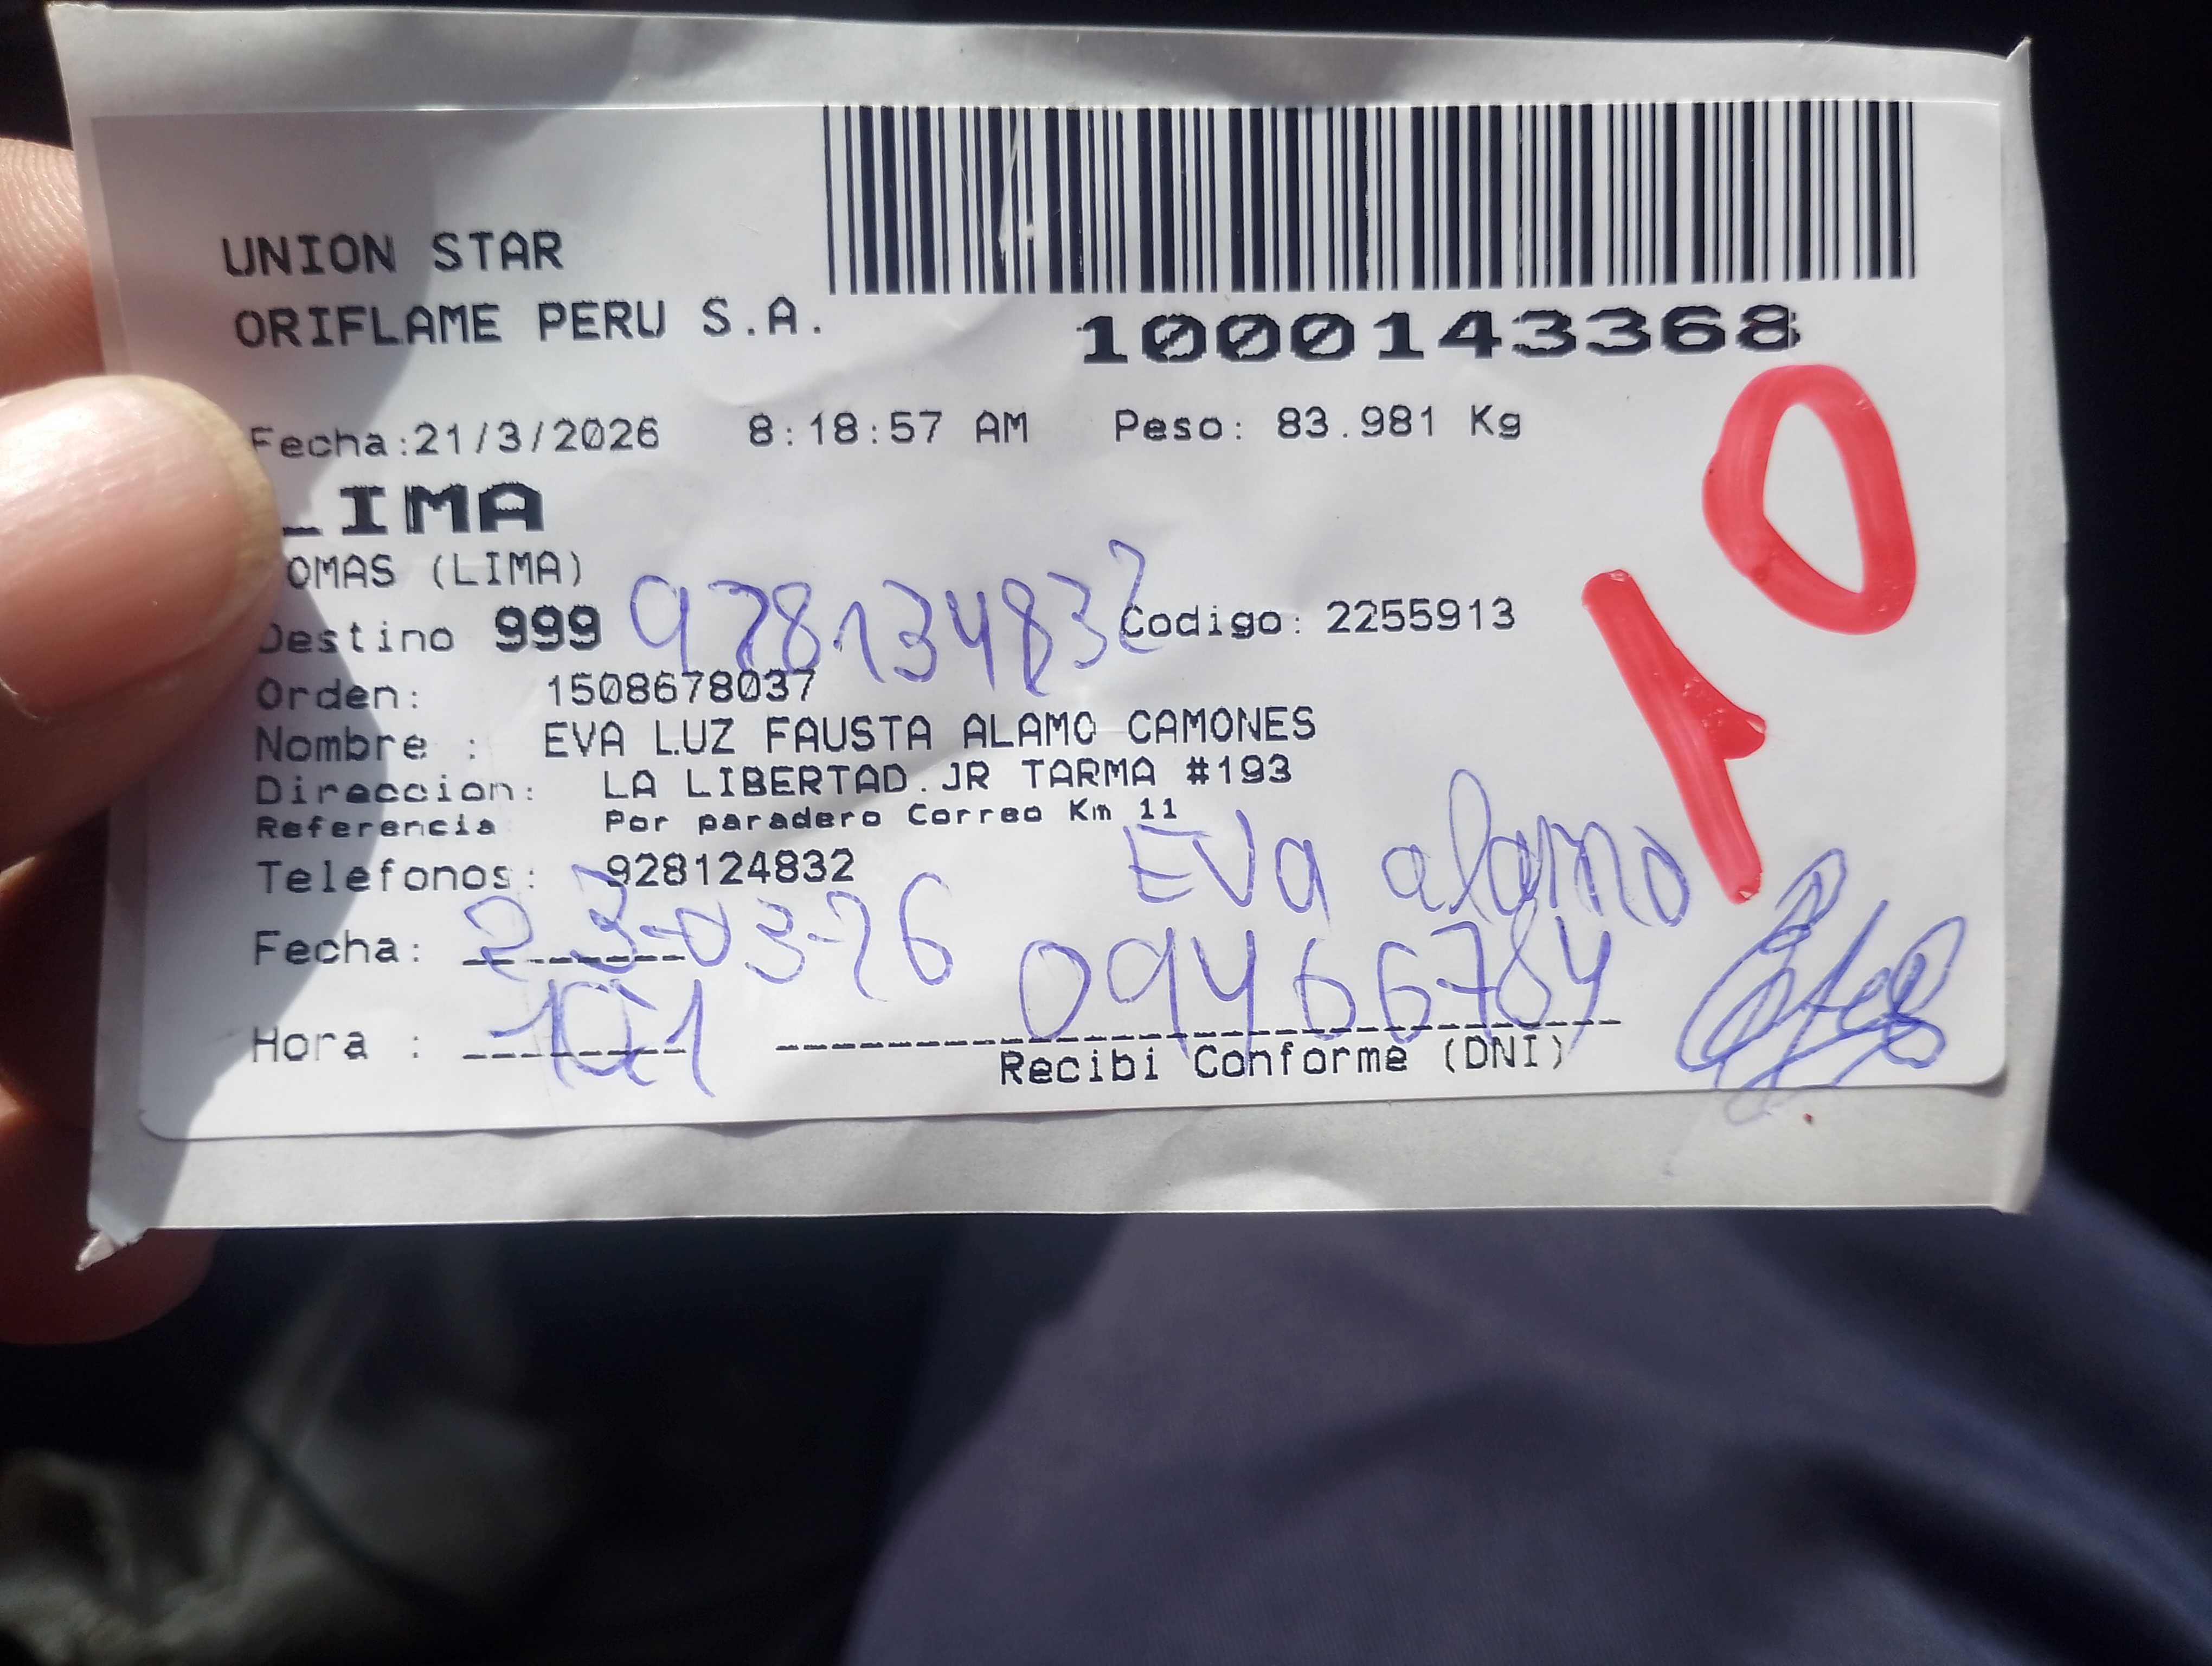 UNION STAR
ORIFLAME PERU S.A.
1000143368
Fecha:21/3/2026 8:18:57 AM Peso: 83.981 Kg
LIMA
OMAS (LIMA)
Destino 999 978134832 Codigo: 2255913
Orden: 1508678037
Nombre : EVA LUZ FAUSTA ALAMO CAMONES
Direccion: LA LIBERTAD.JR TARMA #193
Referencia Por paradero Correo Km 11
Telefonos: 928124832
Eva alamo
Fecha: 23-03-26
09466784
Hora :
Recibi Conforme (DNI)
10